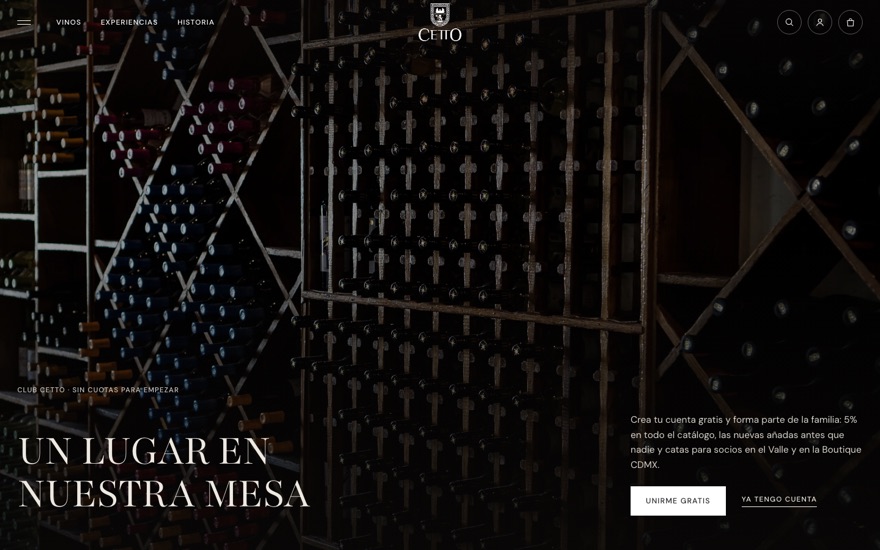 VINOS
EXPERIENCIAS
HISTORIA
CETTO
CLUB CETTO · SIN CUOTAS PARA EMPEZAR
UN LUGAR EN
NUESTRA MESA
Crea tu cuenta gratis y forma parte de la familia: 5%
en todo el catálogo, las nuevas añadas antes que
nadie y catas para socios en el Valle y en la Boutique
CDMX.
UNIRME GRATIS
YA TENGO CUENTA